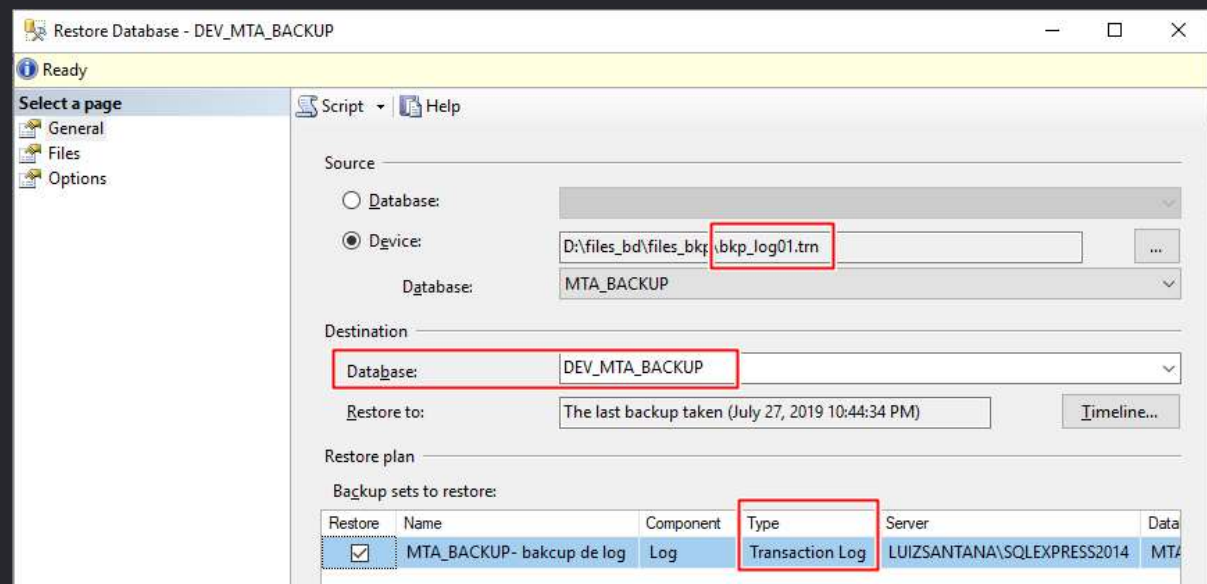 Restore Database - DEV_MTA_BACKUP
Ready
Select a page
General
Files
Options
Script
Help
Source
Database:
Device:
D:\files_bd\files_bkp\bkp_log01.trn
...
Database:
MTA_BACKUP
Destination
Database:
DEV_MTA_BACKUP
Restore to:
The last backup taken (July 27, 2019 10:44:34 PM)
Timeline...
Restore plan
Backup sets to restore:
Restore Name Component Type Server Data
MTA_BACKUP- bakcup de log Log Transaction Log LUIZSANTANA\SQLEXPRESS2014 MTA